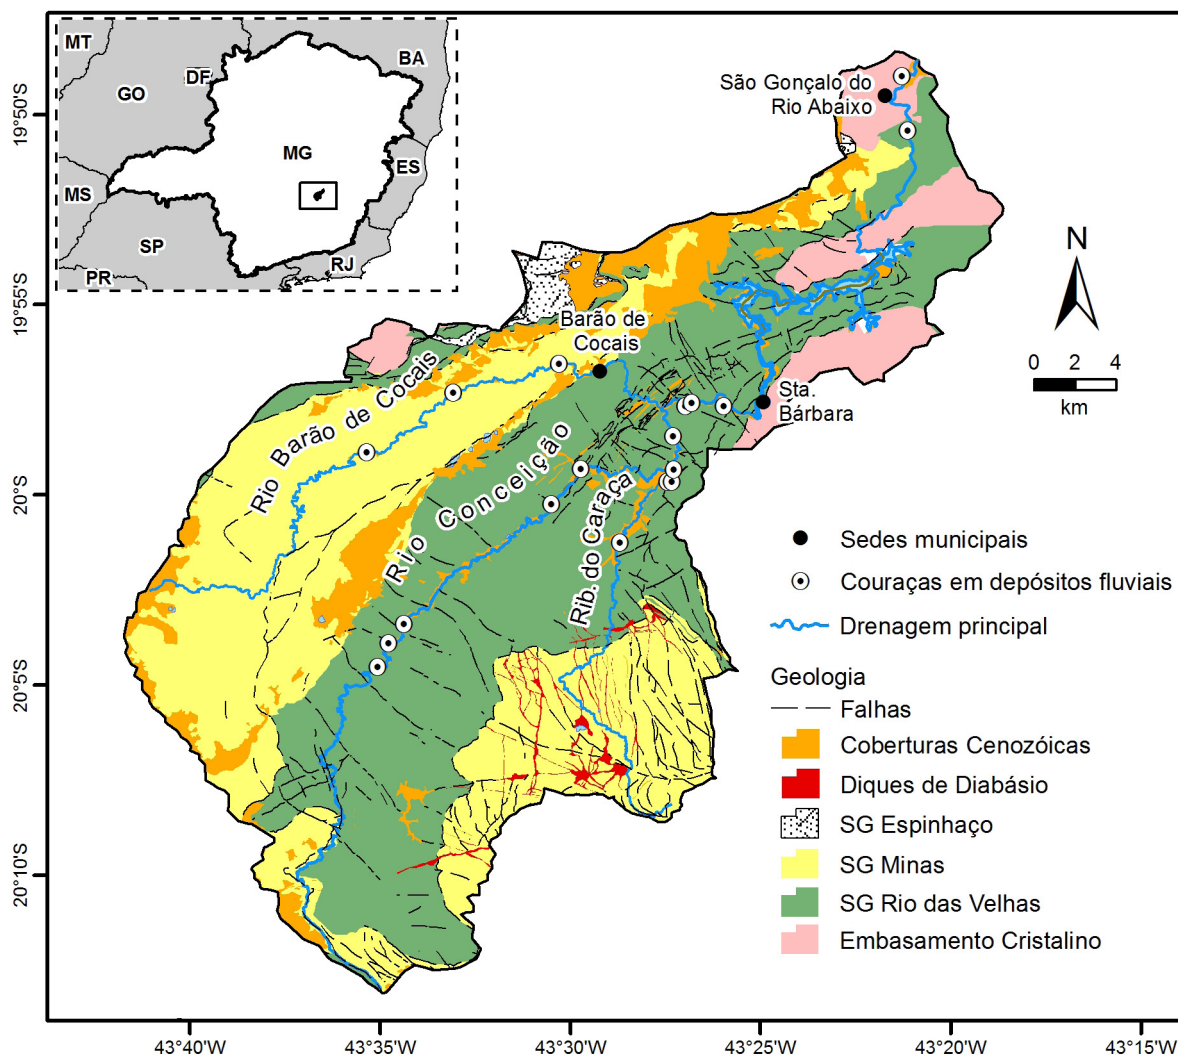 MT
GO
DF
BA
MG
ES
MS
SP
RJ
PR
São Gonçalo do
Rio Abaixo
Barão de
Cocais
Sta.
Bárbara
Rio Barão de Cocais
Rio Conceição
Rib. do Caraça
N
0 2 4
km
Sedes municipais
Couraças em depósitos fluviais
Drenagem principal
Geologia
Falhas
Coberturas Cenozóicas
Diques de Diabásio
SG Espinhaço
SG Minas
SG Rio das Velhas
Embasamento Cristalino
19°50'S
19°55'S
20°S
20°55'S
20°10'S
43°40'W
43°35'W
43°30'W
43°25'W
43°20'W
43°15'W